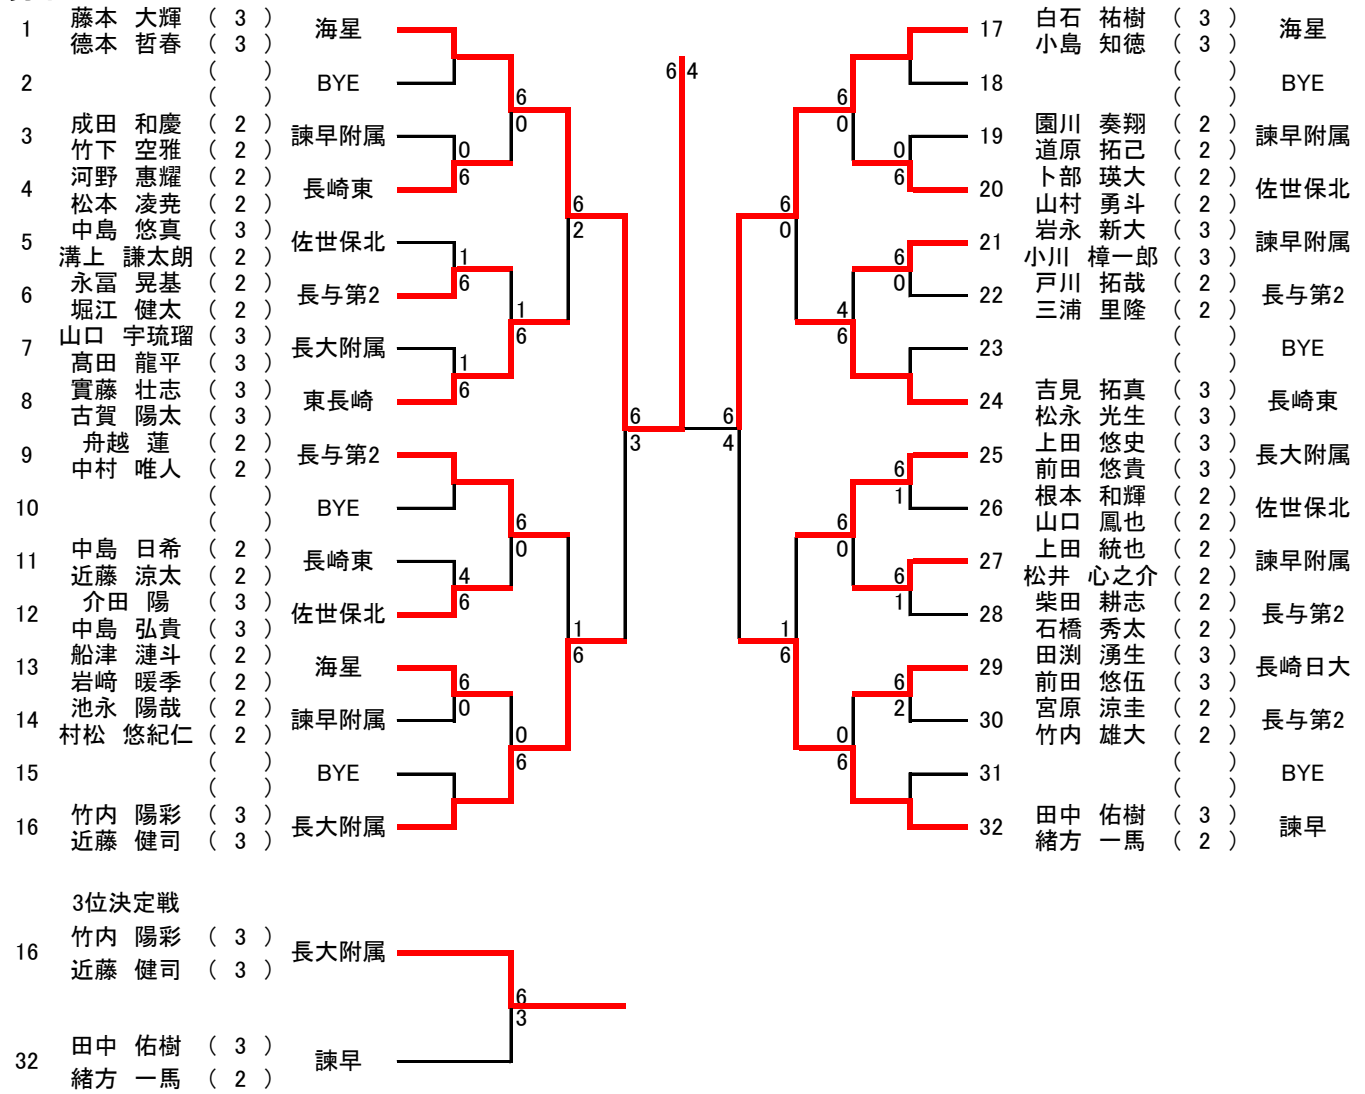 1 藤本 大輝 ( 3 ) 海星
德本 哲春 ( 3 )
2 ( ) BYE
( )
3 成田 和慶 ( 2 ) 諫早附属
竹下 空雅 ( 2 )
4 河野 惠耀 ( 2 ) 長崎東
松本 凌尭 ( 2 )
5 中島 悠真 ( 3 ) 佐世保北
溝上 謙太朗 ( 2 )
6 永冨 晃基 ( 2 ) 長与第2
堀江 健太 ( 2 )
7 山口 宇琉瑠 ( 3 ) 長大附属
髙田 龍平 ( 3 )
8 實藤 壮志 ( 3 ) 東長崎
古賀 陽太 ( 3 )
9 舟越 蓮 ( 2 ) 長与第2
中村 唯人 ( 2 )
10 ( ) BYE
( )
11 中島 日希 ( 2 ) 長崎東
近藤 涼太 ( 2 )
12 介田 陽 ( 3 ) 佐世保北
中島 弘貴 ( 3 )
13 船津 漣斗 ( 2 ) 海星
岩﨑 暖季 ( 2 )
14 池永 陽哉 ( 2 ) 諫早附属
村松 悠紀仁 ( 2 )
15 ( ) BYE
( )
16 竹内 陽彩 ( 3 ) 長大附属
近藤 健司 ( 3 )
0
6
1
6
1
6
4
6
6
0
6
0
1
6
6
0
0
6
6
2
1
6
6
3
6 4
6
4
6
0
1
6
6
0
4
6
6
0
0
6
0
6
6
0
6
1
6
1
6
2
17 白石 祐樹 ( 3 ) 海星
小島 知徳 ( 3 )
18 ( ) BYE
( )
19 園川 奏翔 ( 2 ) 諫早附属
道原 拓己 ( 2 )
20 卜部 瑛大 ( 2 ) 佐世保北
山村 勇斗 ( 2 )
21 岩永 新大 ( 3 ) 諫早附属
小川 樟一郎 ( 3 )
22 戸川 拓哉 ( 2 ) 長与第2
三浦 里隆 ( 2 )
23 ( ) BYE
( )
24 吉見 拓真 ( 3 ) 長崎東
松永 光生 ( 3 )
25 上田 悠史 ( 3 ) 長大附属
前田 悠貴 ( 3 )
26 根本 和輝 ( 2 ) 佐世保北
山口 鳳也 ( 2 )
27 上田 統也 ( 2 ) 諫早附属
松井 心之介 ( 2 )
28 柴田 耕志 ( 2 ) 長与第2
石橋 秀太 ( 2 )
29 田渕 湧生 ( 3 ) 長崎日大
前田 悠伍 ( 3 )
30 宮原 涼圭 ( 2 ) 長与第2
竹内 雄大 ( 2 )
31 ( ) BYE
( )
32 田中 佑樹 ( 3 ) 諫早
緒方 一馬 ( 2 )
3位決定戦
16 竹内 陽彩 ( 3 ) 長大附属
近藤 健司 ( 3 )
6
3
32 田中 佑樹 ( 3 ) 諫早
緒方 一馬 ( 2 )